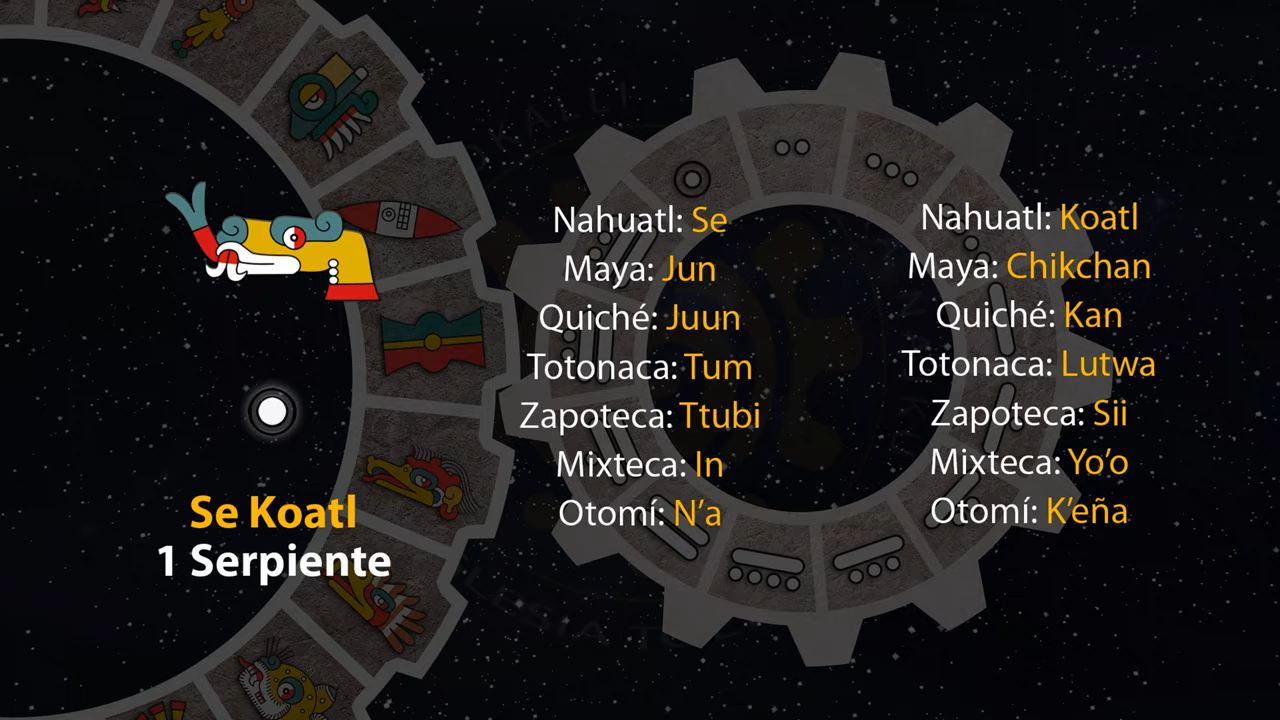 Nahuatl: Se
Maya: Jun
Quiché: Juun
Totonaca: Tum
Zapoteca: Ttubi
Mixteca: In
Otomí: N’a
Nahuatl: Koatl
Maya: Chikchan
Quiché: Kan
Totonaca: Lutwa
Zapoteca: Sii
Mixteca: Yo’o
Otomí: K’eña
Se Koatl
1 Serpiente